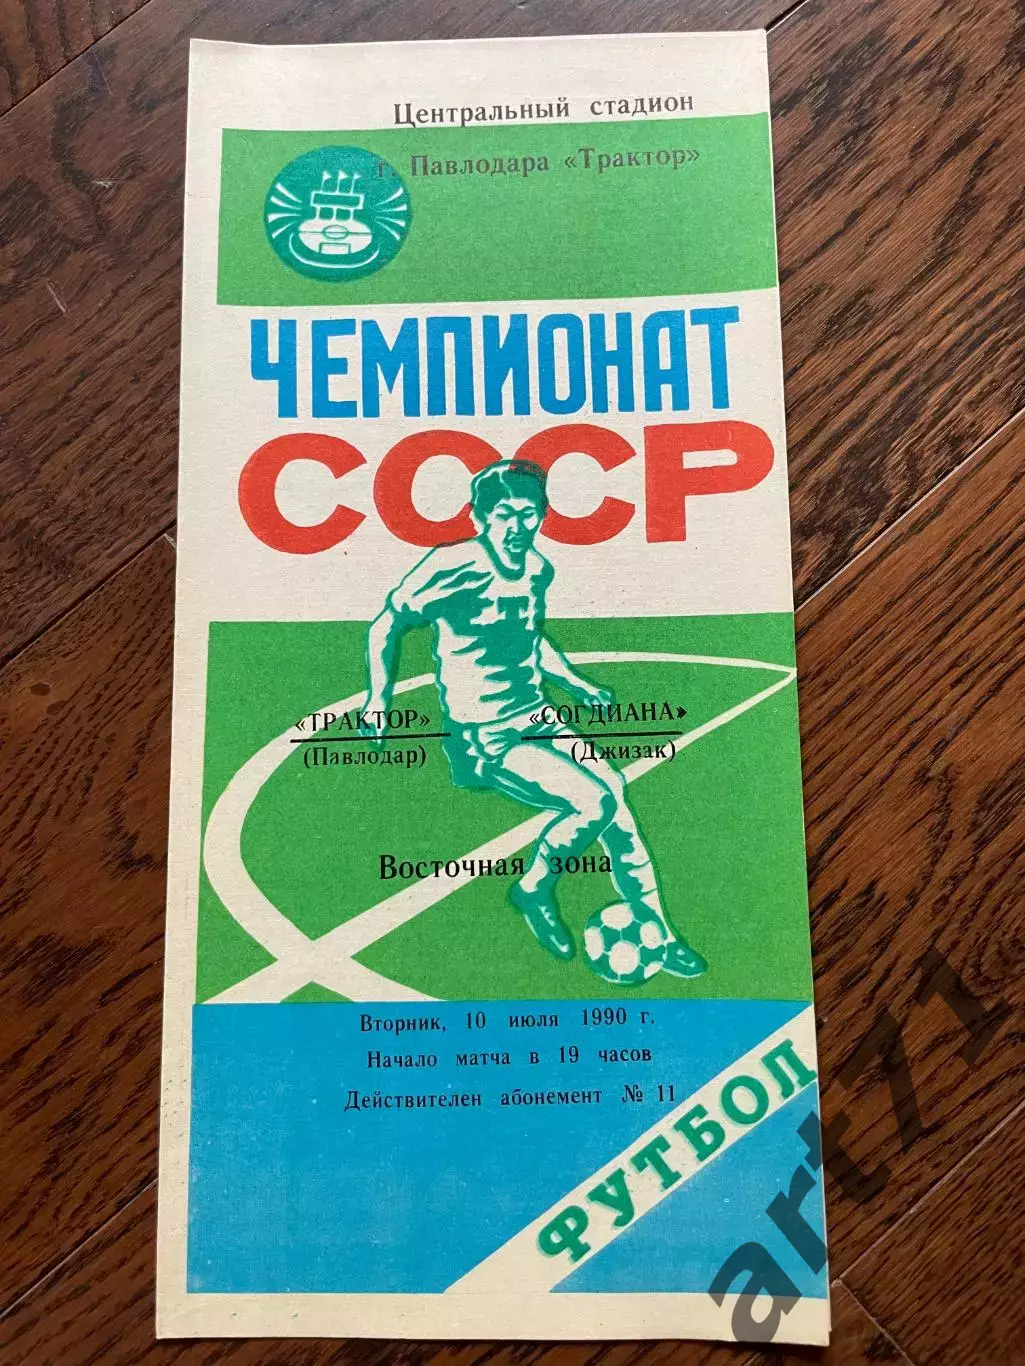 Центральный стадион
г. Павлодара «Трактор»
ЧЕМПИОНАТ
СССР
Т
«ТРАКТОР» «СОГДИАНА»
(Павлодар) (Джизак)
Восточная зона
Вторник, 10 июля 1990 г.
Начало матча в 19 часов
Действителен абонемент № 11
ФУТБОЛ
art71